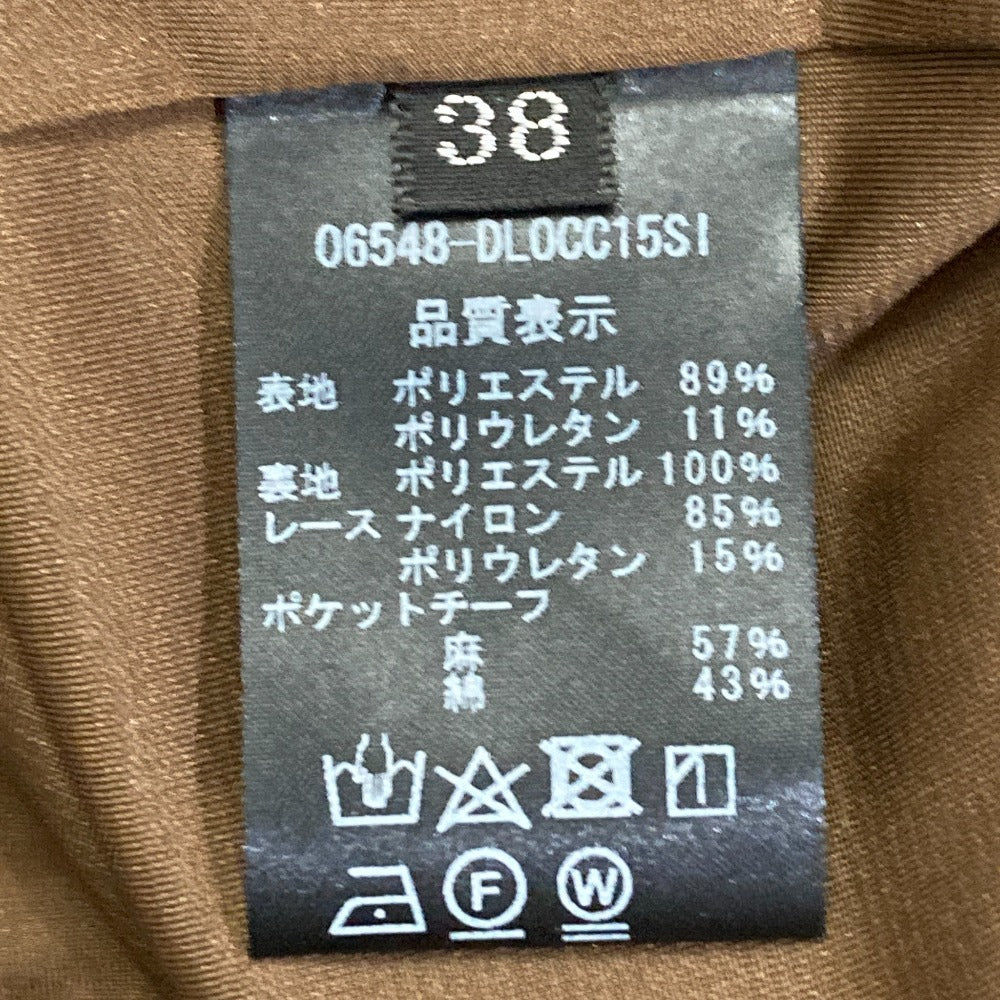 38
06548-DL0CC15SI
品質表示
表地 ポリエステル 89%
ポリウレタン 11%
裏地 ポリエステル 100%
レース ナイロン 85%
ポリウレタン 15%
ポケットチーフ
麻 57%
綿 43%
F W